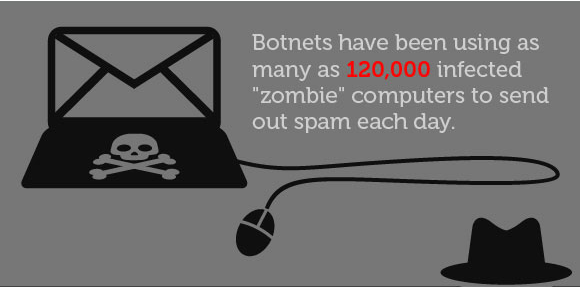 Botnets have been using as
many as 120,000 infected
"zombie" computers to send
out spam each day.